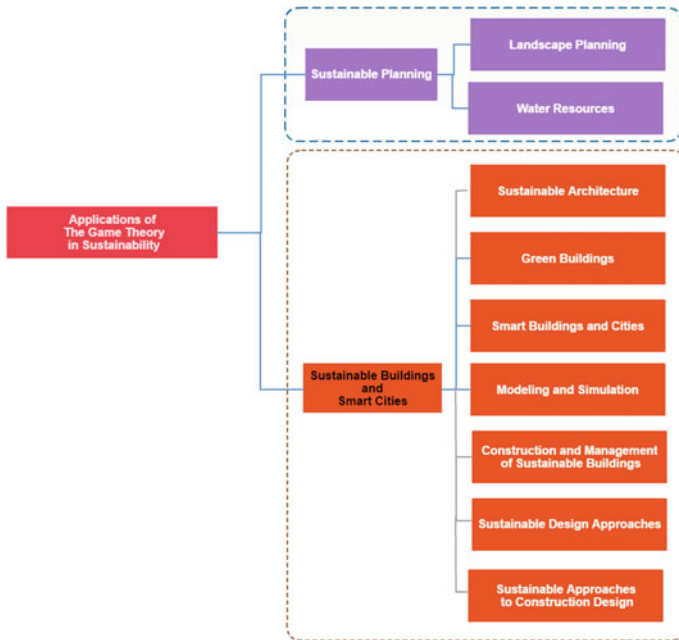 Applications of
The Game Theory
in Sustainability
Sustainable Planning
Landscape Planning
Water Resources
Sustainable Buildings
and
Smart Cities
Sustainable Architecture
Green Buildings
Smart Buildings and Cities
Modeling and Simulation
Construction and Management
of Sustainable Buildings
Sustainable Design Approaches
Sustainable Approaches
to Construction Design